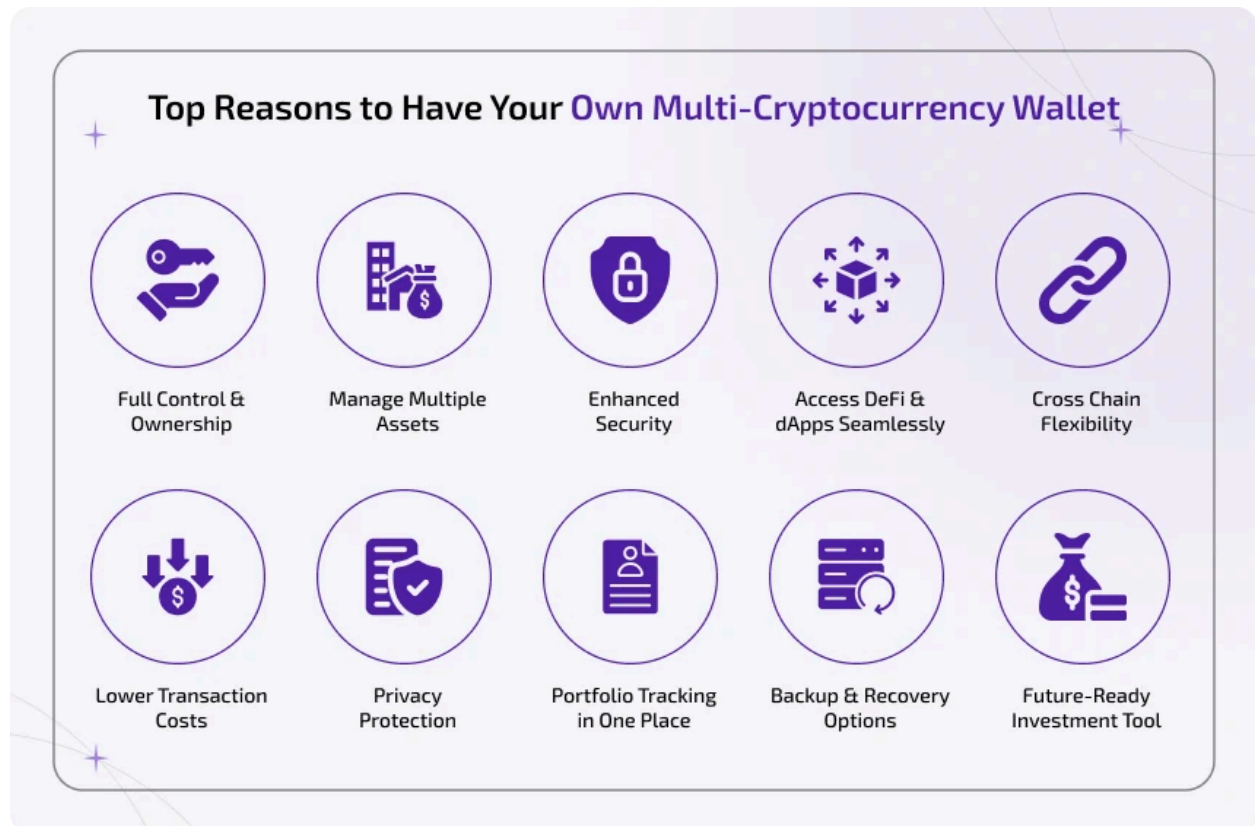 Top Reasons to Have Your Own Multi-Cryptocurrency Wallet
Full Control &
Ownership
Manage Multiple
Assets
Enhanced
Security
Access DeFi &
dApps Seamlessly
Cross Chain
Flexibility
Lower Transaction
Costs
Privacy
Protection
Portfolio Tracking
in One Place
Backup & Recovery
Options
Future-Ready
Investment Tool